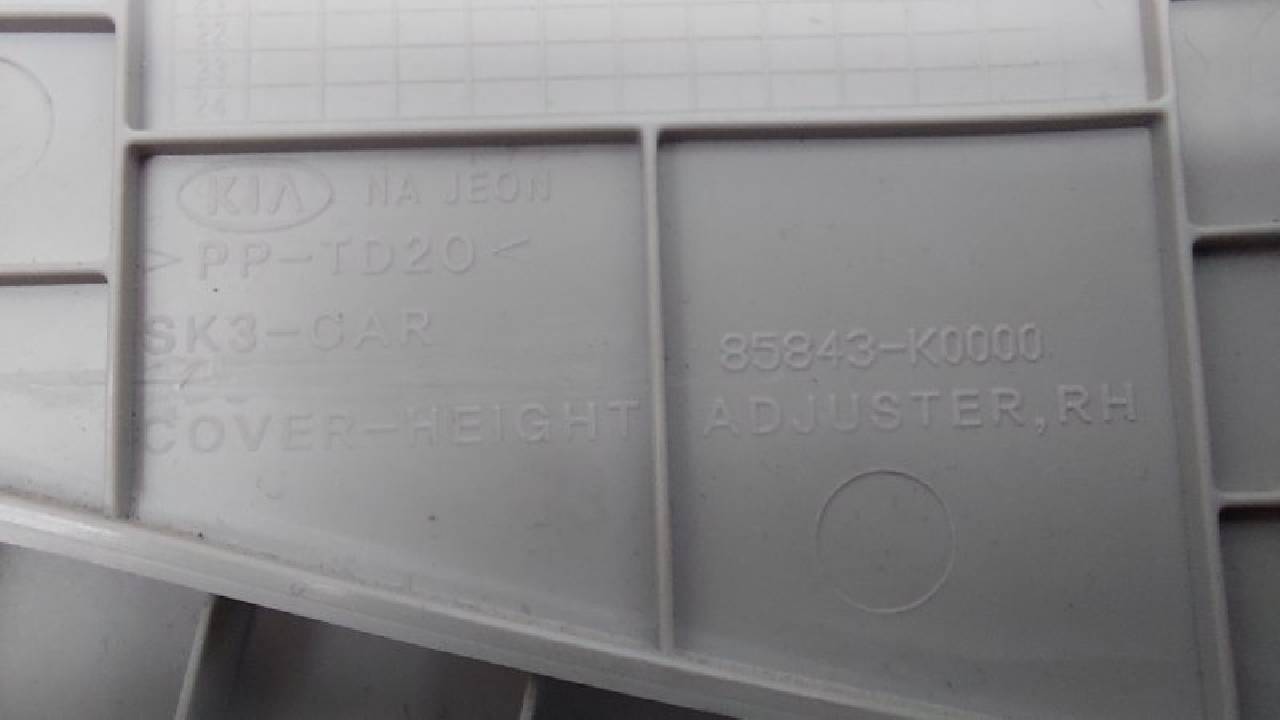 KIA NA JEON
>PP-TD20<
SK3-CAR
85843-K0000
COVER-HEIGHT ADJUSTER,RH